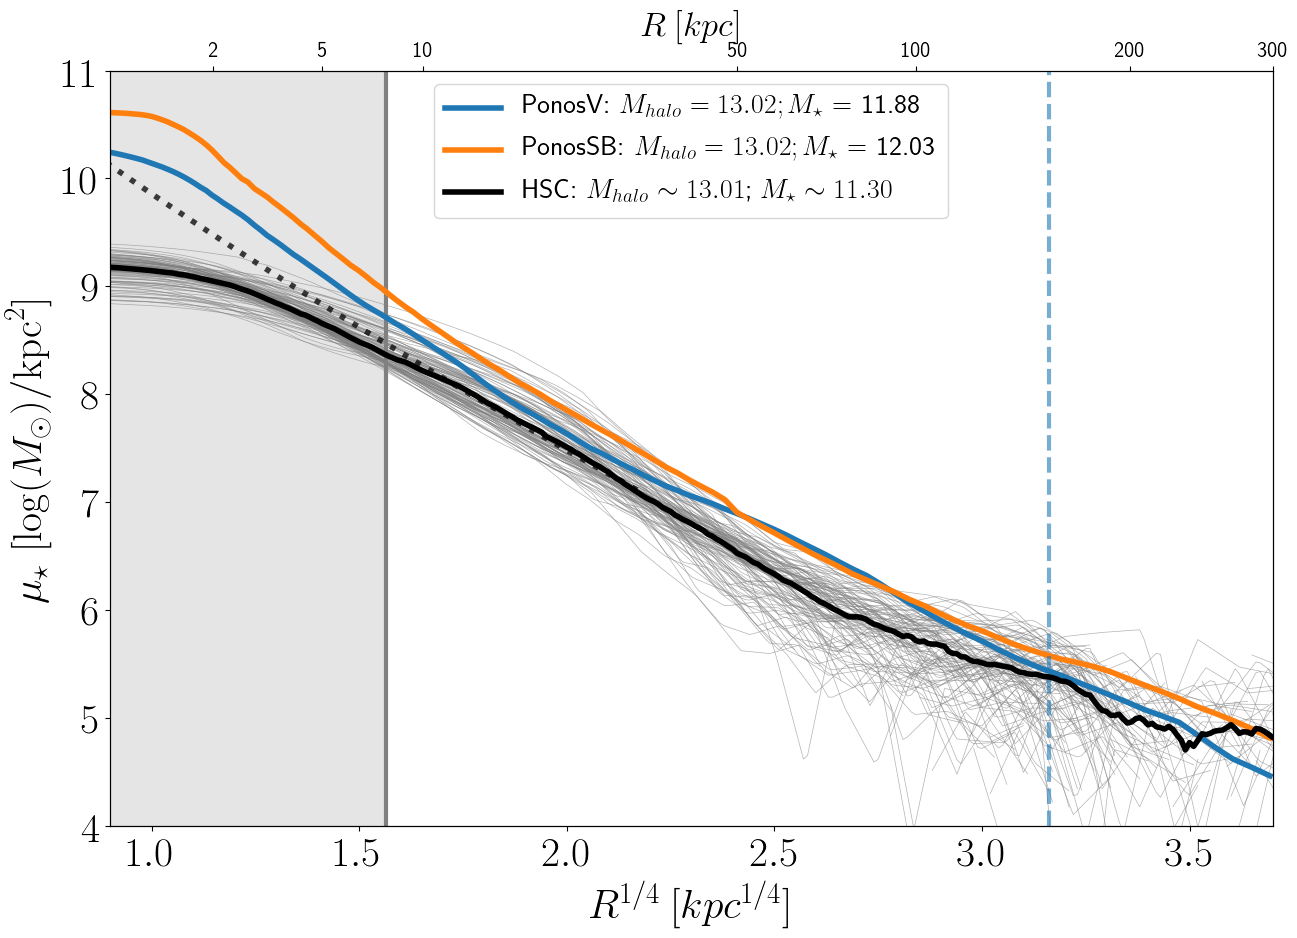 R [kpc]
2 5 10 50 100 200 300
11
10
9
8
7
6
5
4
μ⋆ [log(M⊙)/kpc²]
PonosV: M_halo = 13.02; M⋆ = 11.88
PonosSB: M_halo = 13.02; M⋆ = 12.03
HSC: M_halo ∼ 13.01; M⋆ ∼ 11.30
1.0 1.5 2.0 2.5 3.0 3.5
R^{1/4} [kpc^{1/4}]